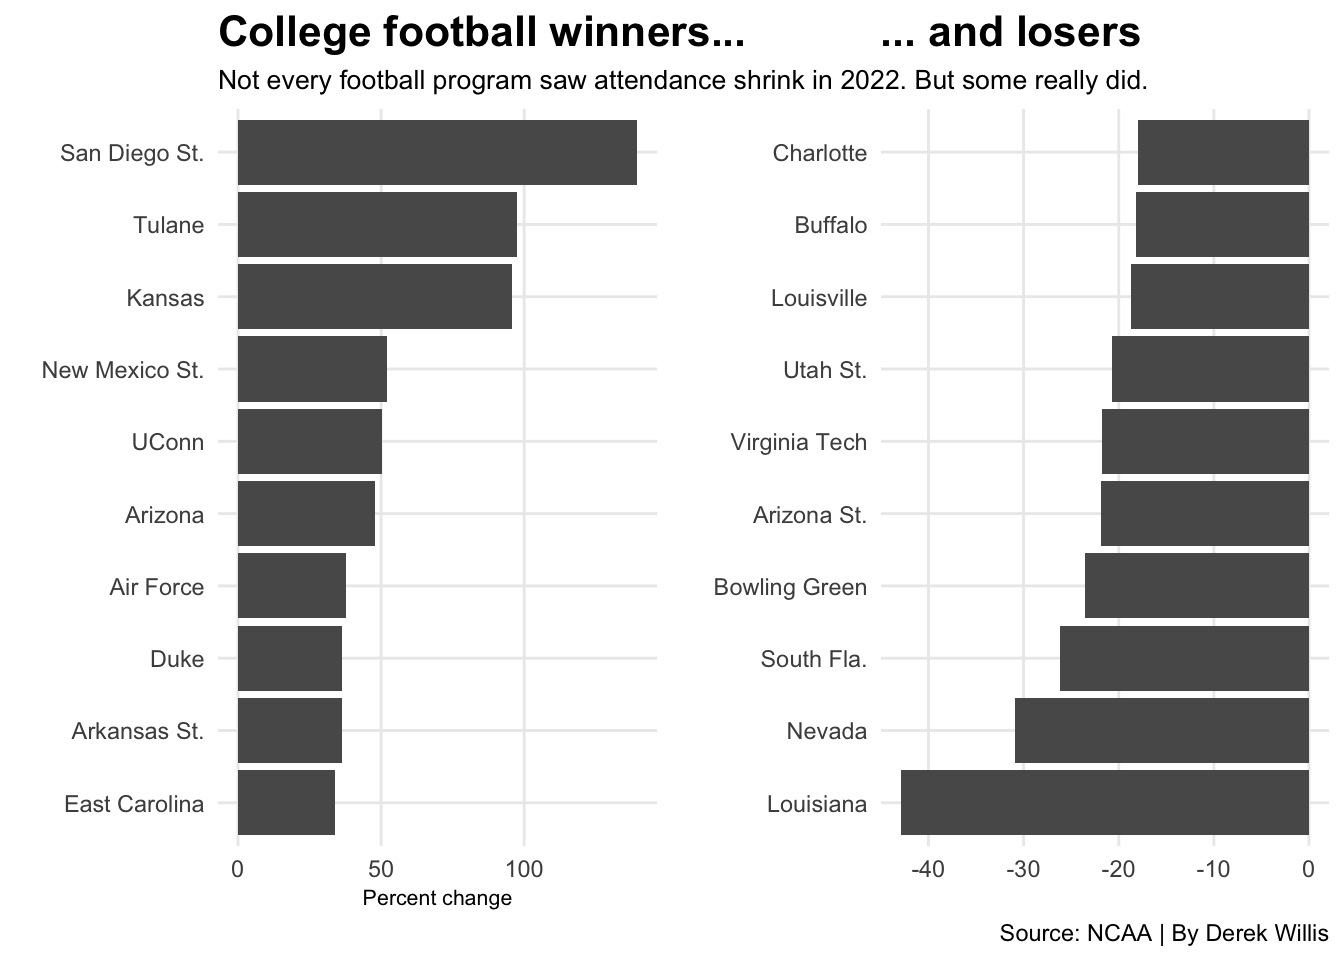 College football winners...
... and losers
Not every football program saw attendance shrink in 2022. But some really did.
San Diego St.
Tulane
Kansas
New Mexico St.
UConn
Arizona
Air Force
Duke
Arkansas St.
East Carolina
0 50 100
Percent change
Charlotte
Buffalo
Louisville
Utah St.
Virginia Tech
Arizona St.
Bowling Green
South Fla.
Nevada
Louisiana
-40 -30 -20 -10 0
Source: NCAA | By Derek Willis